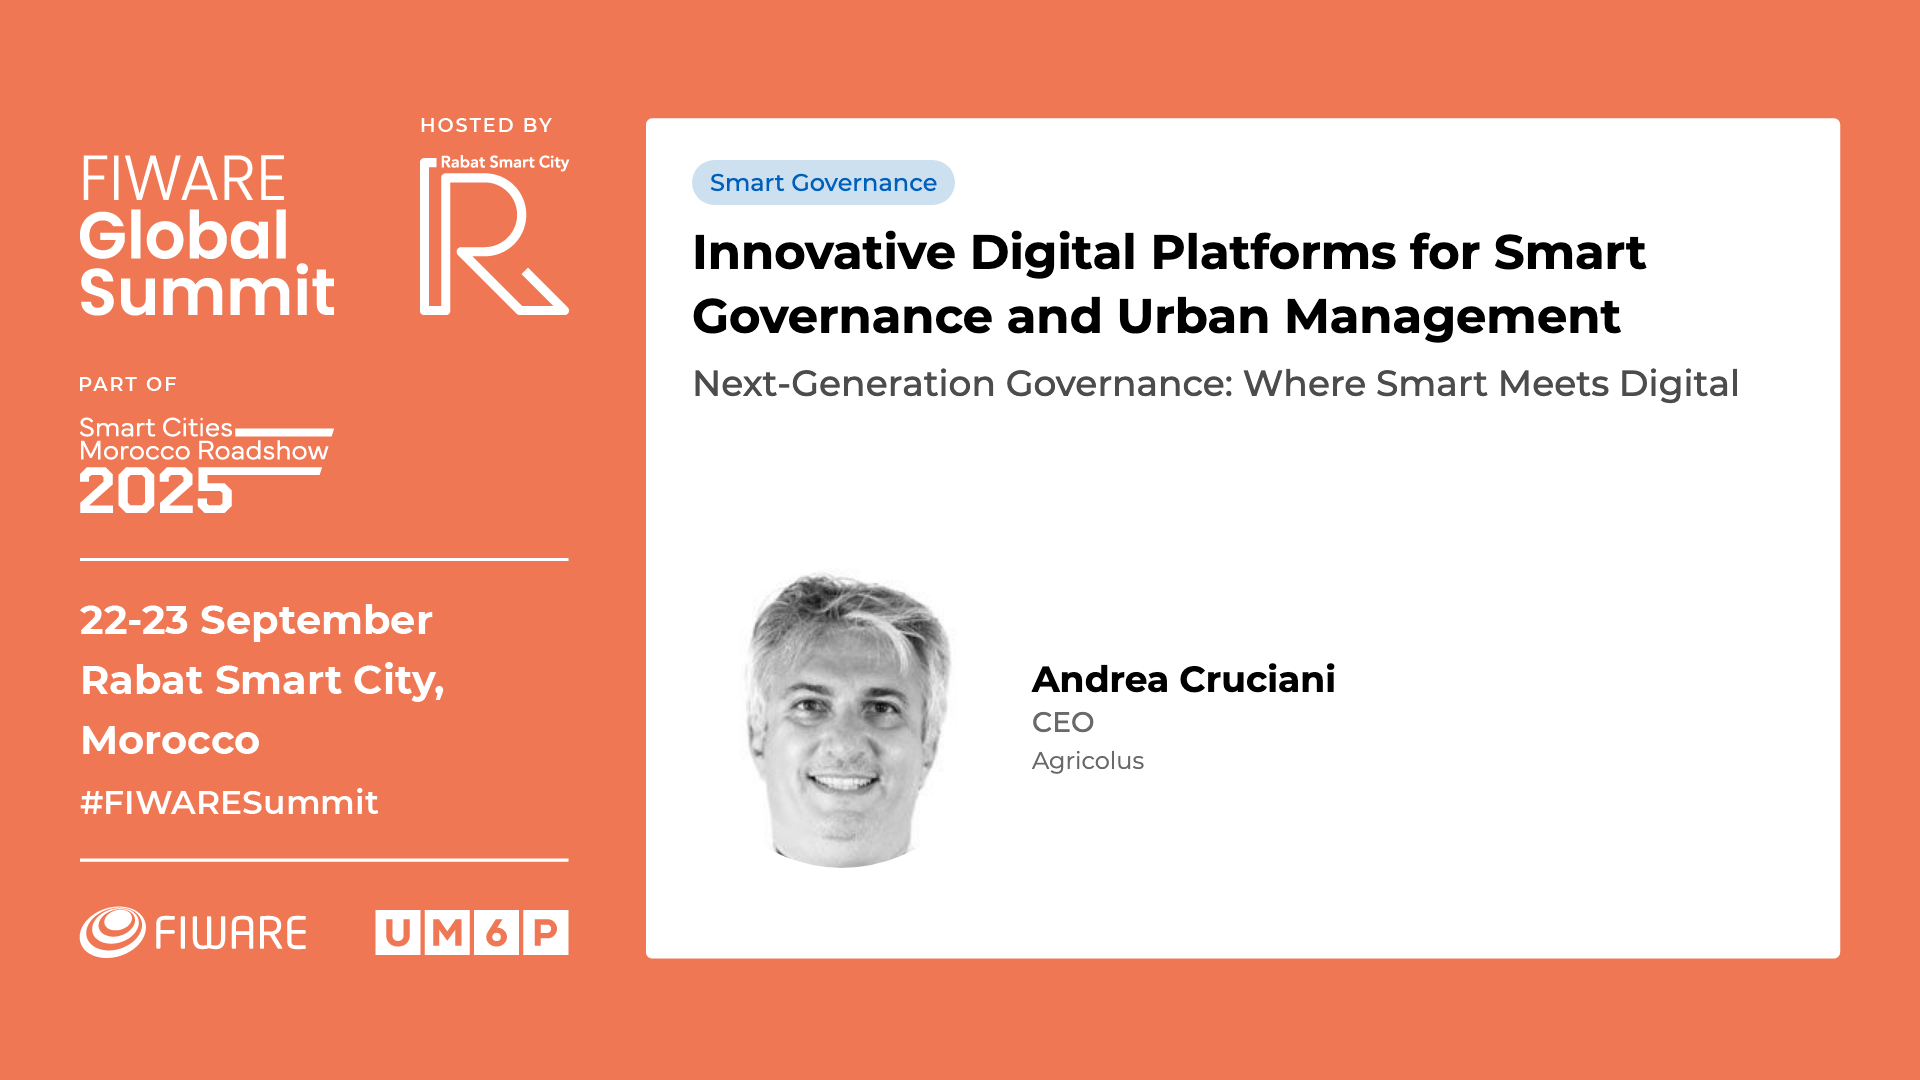 FIWARE
Global
Summit
HOSTED BY
Rabat Smart City
R
PART OF
Smart Cities
Morocco Roadshow
2025
22-23 September
Rabat Smart City,
Morocco
#FIWARESummit
FIWARE
UM6P
Smart Governance
Innovative Digital Platforms for Smart
Governance and Urban Management
Next-Generation Governance: Where Smart Meets Digital
Andrea Cruciani
CEO
Agricolus